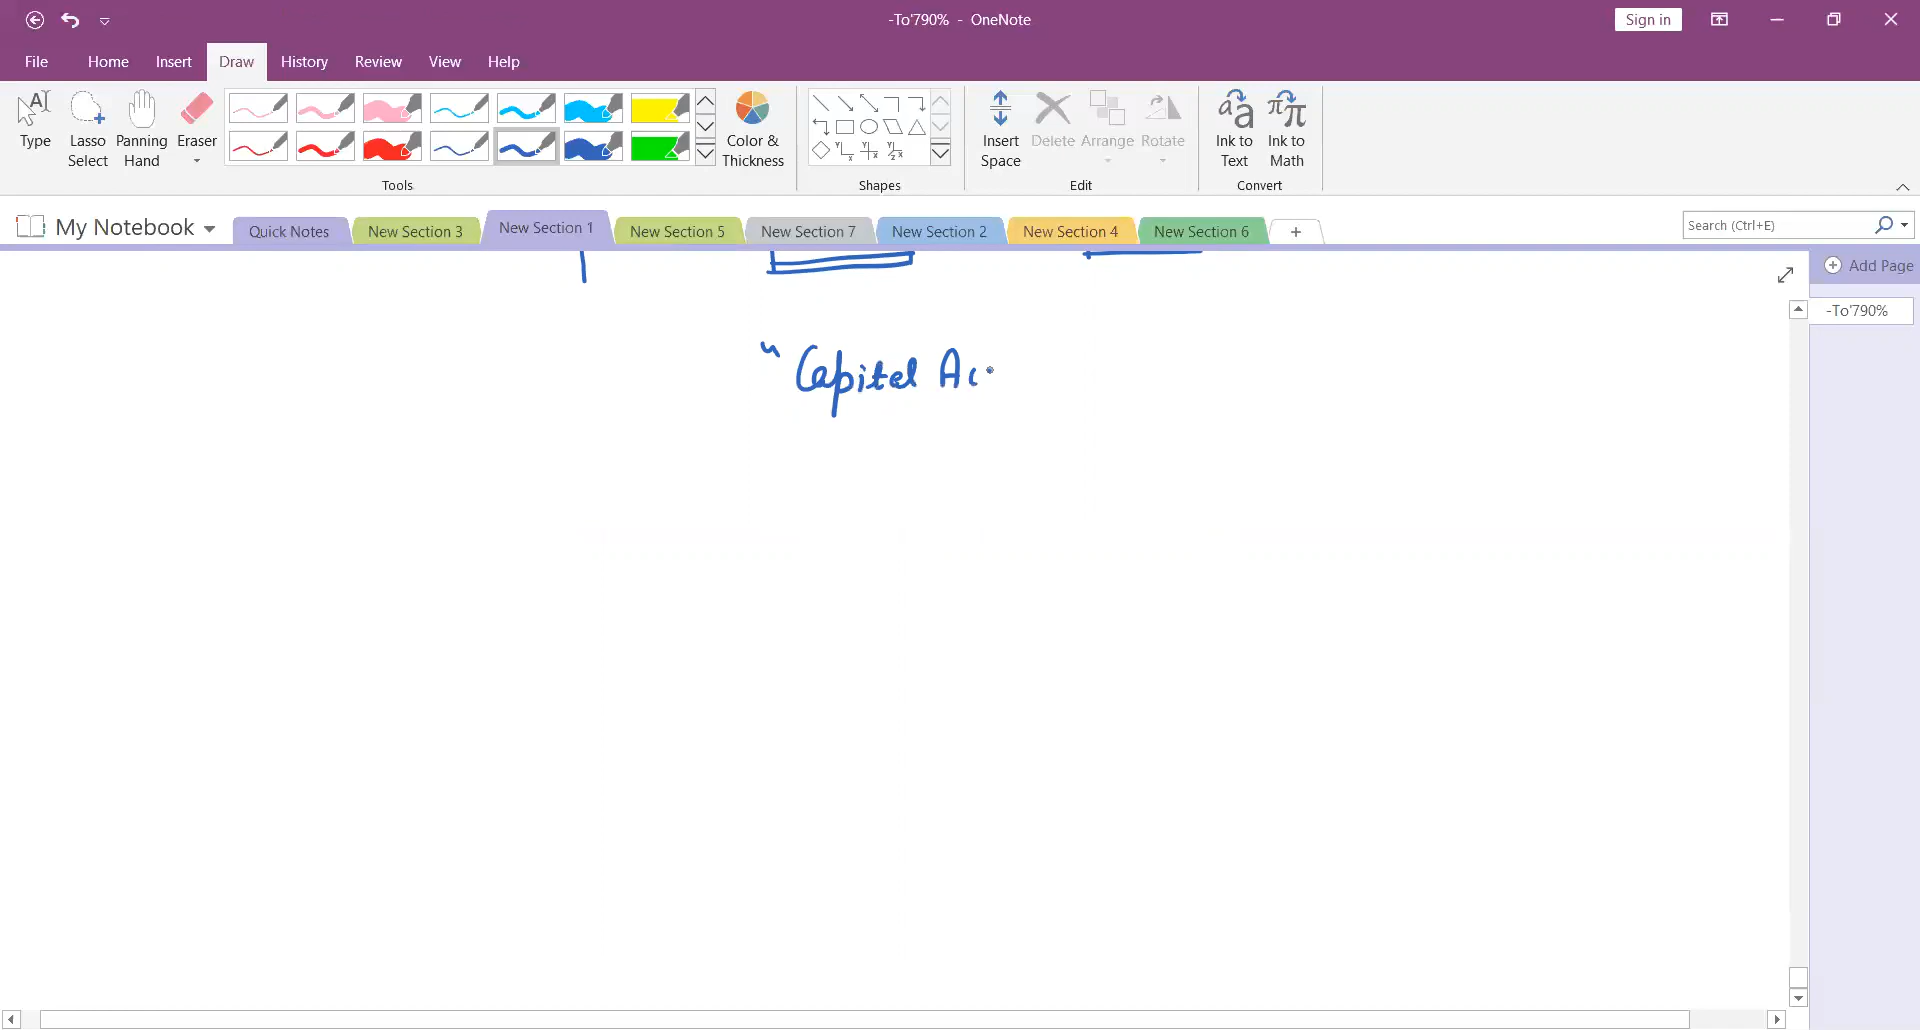 -To'790% - OneNote
Sign in
File Home Insert Draw History Review View Help
Type
Lasso Select
Panning Hand
Eraser
Color & Thickness
Insert Space
Delete
Arrange
Rotate
Ink to Text
Ink to Math
Tools
Shapes
Edit
Convert
My Notebook
Quick Notes
New Section 3
New Section 1
New Section 5
New Section 7
New Section 2
New Section 4
New Section 6
Search (Ctrl+E)
Add Page
-To'790%
" Capital Ac